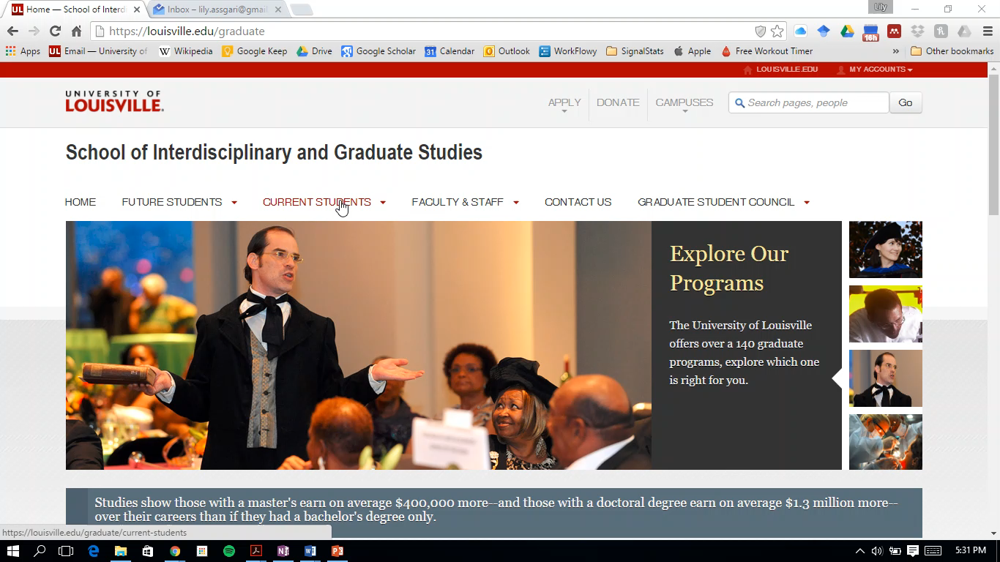 Home — School of Interd
Inbox – lily.assgari@gmai
Lily
https://louisville.edu/graduate
16h
Apps
UL Email — University of
W Wikipedia
Google Keep
Drive
Google Scholar
31 Calendar
Outlook
WorkFlowy
SignalStats
Apple
Free Workout Timer
»
Other bookmarks
LOUISVILLE.EDU
MY ACCOUNTS
UNIVERSITY OF
LOUISVILLE.
APPLY
DONATE
CAMPUSES
Search pages, people
Go
School of Interdisciplinary and Graduate Studies
HOME
FUTURE STUDENTS
CURRENT STUDENTS
FACULTY & STAFF
CONTACT US
GRADUATE STUDENT COUNCIL
Explore Our
Programs
The University of Louisville
offers over a 140 graduate
programs, explore which one
is right for you.
Studies show those with a master's earn on average $400,000 more--and those with a doctoral degree earn on average $1.3 million more--
over their careers than if they had a bachelor's degree only.
https://louisville.edu/graduate/current-students
5:31 PM